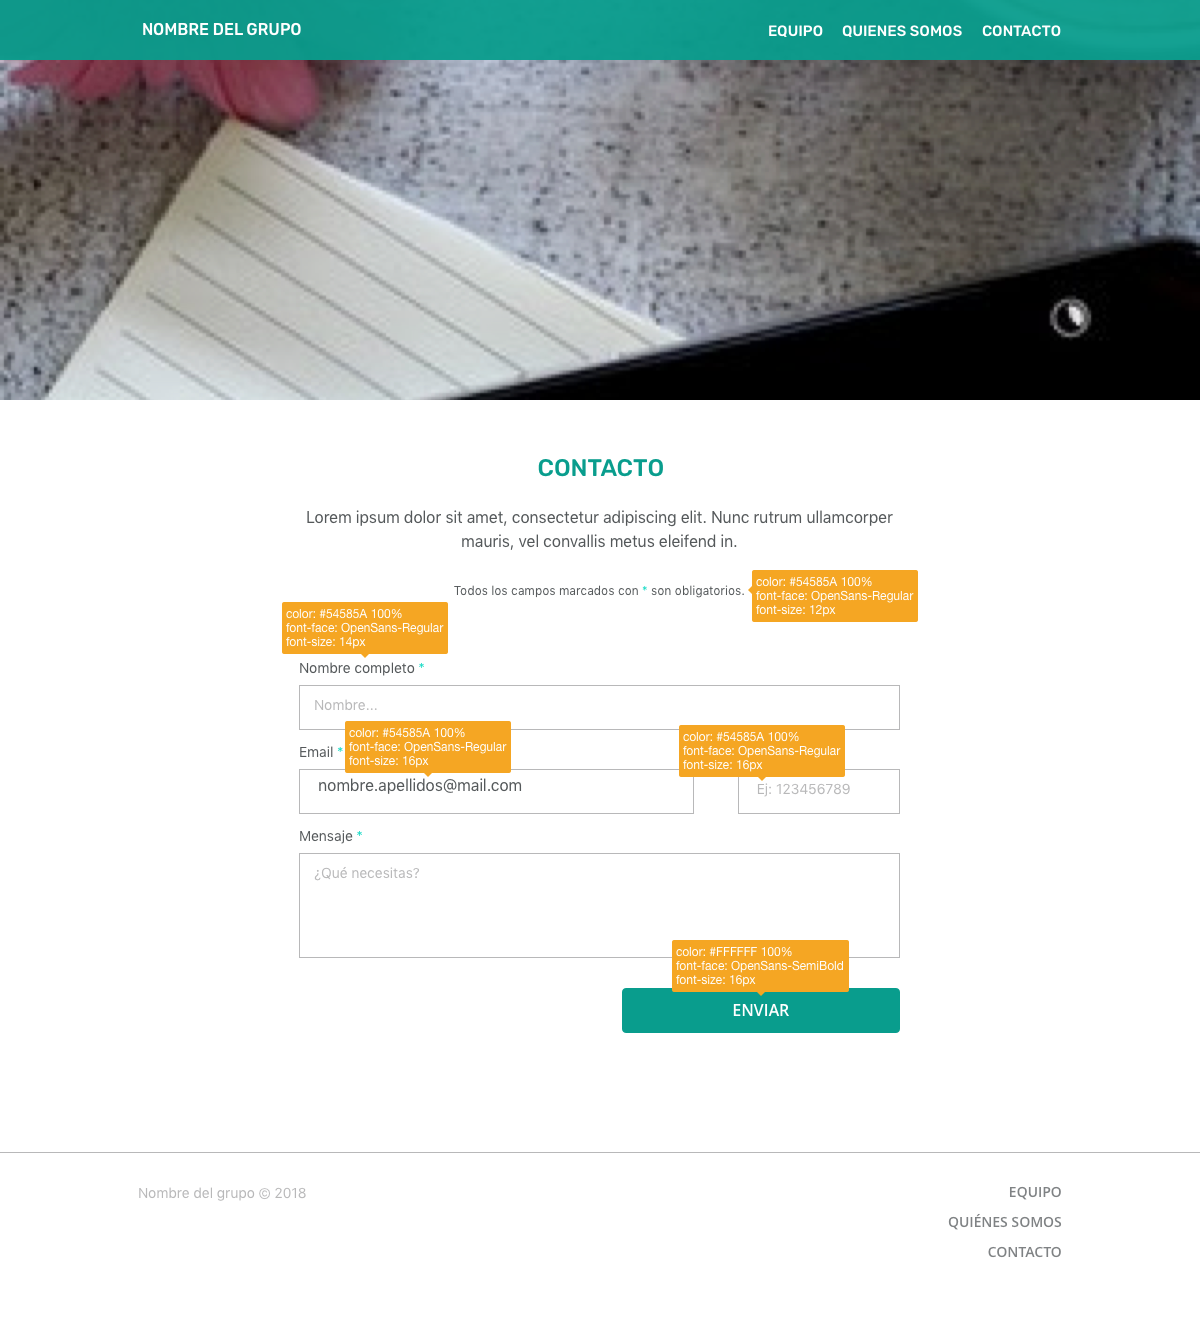 NOMBRE DEL GRUPO
EQUIPO QUIENES SOMOS CONTACTO
CONTACTO
Lorem ipsum dolor sit amet, consectetur adipiscing elit. Nunc rutrum ullamcorper
mauris, vel convallis metus eleifend in.
Todos los campos marcados con * son obligatorios.
color: #54585A 100%
font-face: OpenSans-Regular
font-size: 12px
color: #54585A 100%
font-face: OpenSans-Regular
font-size: 14px
Nombre completo *
Nombre...
Email *
color: #54585A 100%
font-face: OpenSans-Regular
font-size: 16px
color: #54585A 100%
font-face: OpenSans-Regular
font-size: 16px
nombre.apellidos@mail.com
Ej: 123456789
Mensaje *
¿Qué necesitas?
color: #FFFFFF 100%
font-face: OpenSans-SemiBold
font-size: 16px
ENVIAR
Nombre del grupo © 2018
EQUIPO
QUIÉNES SOMOS
CONTACTO